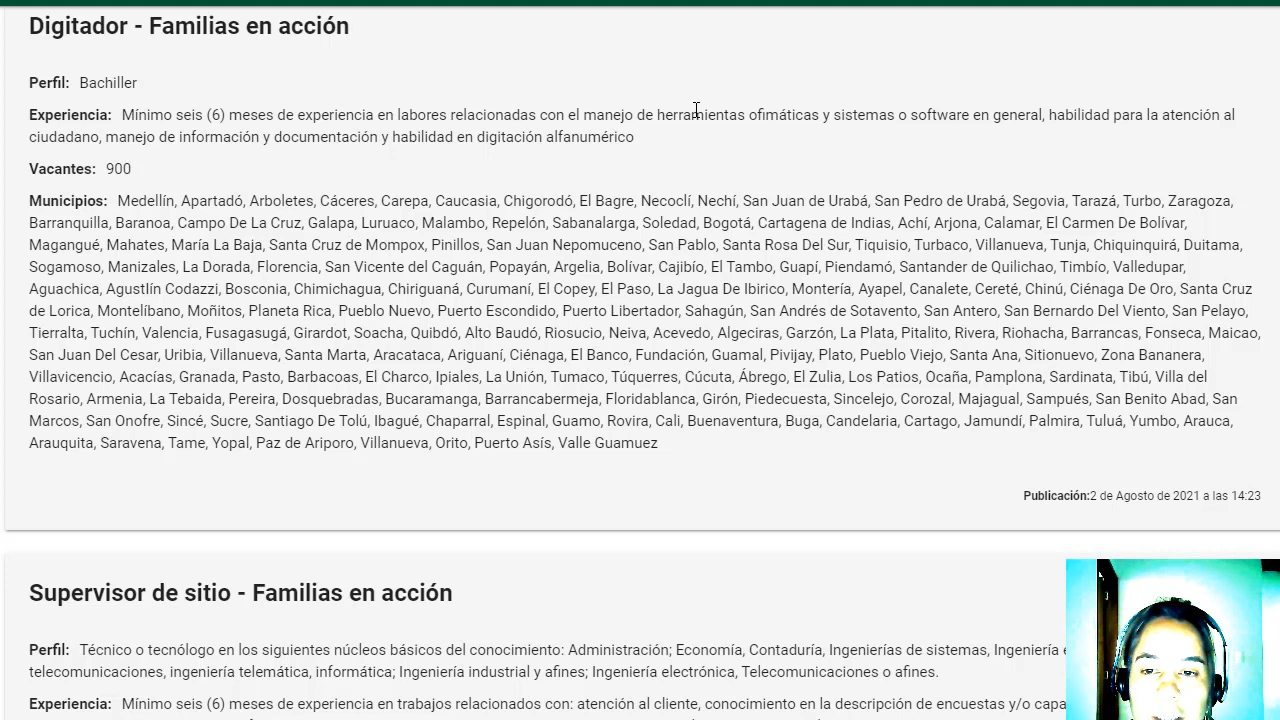 Digitador - Familias en acción
Perfil: Bachiller
Experiencia: Mínimo seis (6) meses de experiencia en labores relacionadas con el manejo de herramientas ofimáticas y sistemas o software en general, habilidad para la atención al
ciudadano, manejo de información y documentación y habilidad en digitación alfanumérico
Vacantes: 900
Municipios: Medellín, Apartadó, Arboletes, Cáceres, Carepa, Caucasia, Chigorodó, El Bagre, Necoclí, Nechí, San Juan de Urabá, San Pedro de Urabá, Segovia, Tarazá, Turbo, Zaragoza,
Barranquilla, Baranoa, Campo De La Cruz, Galapa, Luruaco, Malambo, Repelón, Sabanalarga, Soledad, Bogotá, Cartagena de Indias, Achí, Arjona, Calamar, El Carmen De Bolívar,
Magangué, Mahates, María La Baja, Santa Cruz de Mompox, Pinillos, San Juan Nepomuceno, San Pablo, Santa Rosa Del Sur, Tiquisio, Turbaco, Villanueva, Tunja, Chiquinquirá, Duitama,
Sogamoso, Manizales, La Dorada, Florencia, San Vicente del Caguán, Popayán, Argelia, Bolívar, Cajibío, El Tambo, Guapí, Piendamó, Santander de Quilichao, Timbío, Valledupar,
Aguachica, Agustlín Codazzi, Bosconia, Chimichagua, Chiriguaná, Curumaní, El Copey, El Paso, La Jagua De Ibirico, Montería, Ayapel, Canalete, Cereté, Chinú, Ciénaga De Oro, Santa Cruz
de Lorica, Montelíbano, Moñitos, Planeta Rica, Pueblo Nuevo, Puerto Escondido, Puerto Libertador, Sahagún, San Andrés de Sotavento, San Antero, San Bernardo Del Viento, San Pelayo,
Tierralta, Tuchín, Valencia, Fusagasugá, Girardot, Soacha, Quibdó, Alto Baudó, Riosucio, Neiva, Acevedo, Algeciras, Garzón, La Plata, Pitalito, Rivera, Riohacha, Barrancas, Fonseca, Maicao,
San Juan Del Cesar, Uribia, Villanueva, Santa Marta, Aracataca, Ariguaní, Ciénaga, El Banco, Fundación, Guamal, Pivijay, Plato, Pueblo Viejo, Santa Ana, Sitionuevo, Zona Bananera,
Villavicencio, Acacías, Granada, Pasto, Barbacoas, El Charco, Ipiales, La Unión, Tumaco, Túquerres, Cúcuta, Ábrego, El Zulia, Los Patios, Ocaña, Pamplona, Sardinata, Tibú, Villa del
Rosario, Armenia, La Tebaida, Pereira, Dosquebradas, Bucaramanga, Barrancabermeja, Floridablanca, Girón, Piedecuesta, Sincelejo, Corozal, Majagual, Sampués, San Benito Abad, San
Marcos, San Onofre, Sincé, Sucre, Santiago De Tolú, Ibagué, Chaparral, Espinal, Guamo, Rovira, Cali, Buenaventura, Buga, Candelaria, Cartago, Jamundí, Palmira, Tuluá, Yumbo, Arauca,
Arauquita, Saravena, Tame, Yopal, Paz de Ariporo, Villanueva, Orito, Puerto Asís, Valle Guamuez
Publicación:2 de Agosto de 2021 a las 14:23
Supervisor de sitio - Familias en acción
Perfil: Técnico o tecnólogo en los siguientes núcleos básicos del conocimiento: Administración; Economía, Contaduría, Ingenierías de sistemas, Ingeniería
telecomunicaciones, ingeniería telemática, informática; Ingeniería industrial y afines; Ingeniería electrónica, Telecomunicaciones o afines.
Experiencia: Mínimo seis (6) meses de experiencia en trabajos relacionados con: atención al cliente, conocimiento en la descripción de encuestas y/o